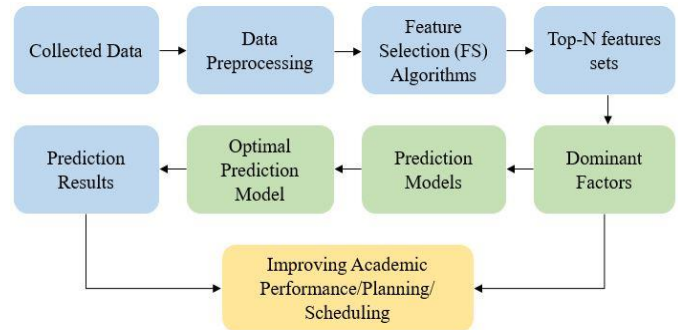 Collected Data
Data
Preprocessing
Feature
Selection (FS)
Algorithms
Top-N features
sets
Prediction
Results
Optimal
Prediction
Model
Prediction
Models
Dominant
Factors
Improving Academic
Performance/Planning/
Scheduling